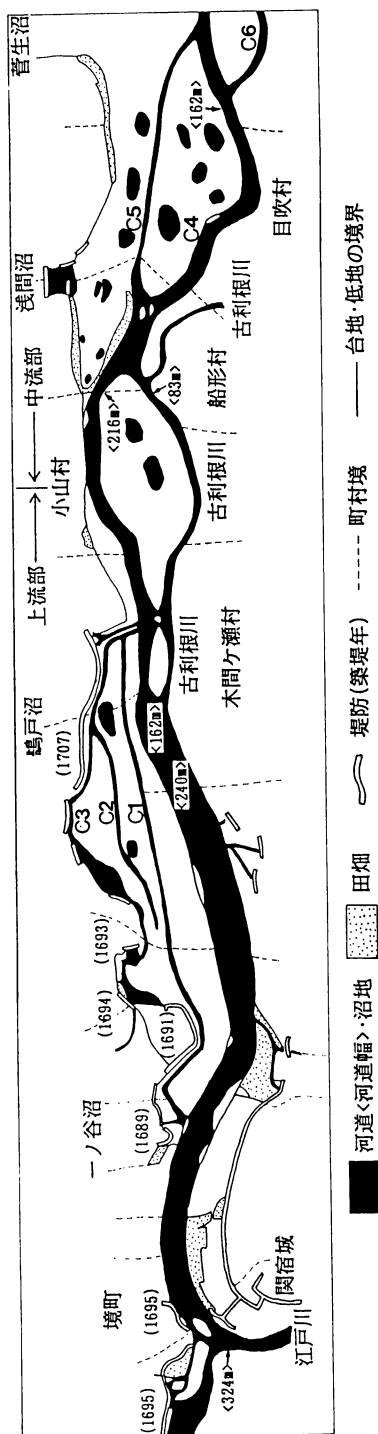 境町
(1695)
(1695)
<324m>
江戸川
関宿城
一ノ谷沼
(1689)
(1691)
(1694)
(1693)
C3
C2
C1
(1707)
鵠戸沼
<162m>
<240m>
古利根川
木間ケ瀬村
上流部
小山村
中流部
<216m>
<83m>
古利根川
船形村
浅間沼
古利根川
目吹村
C5
C4
<162m>
C6
菅生沼
河道<河道幅>・沼地
田畑
堤防(築堤年)
町村境
台地・低地の境界